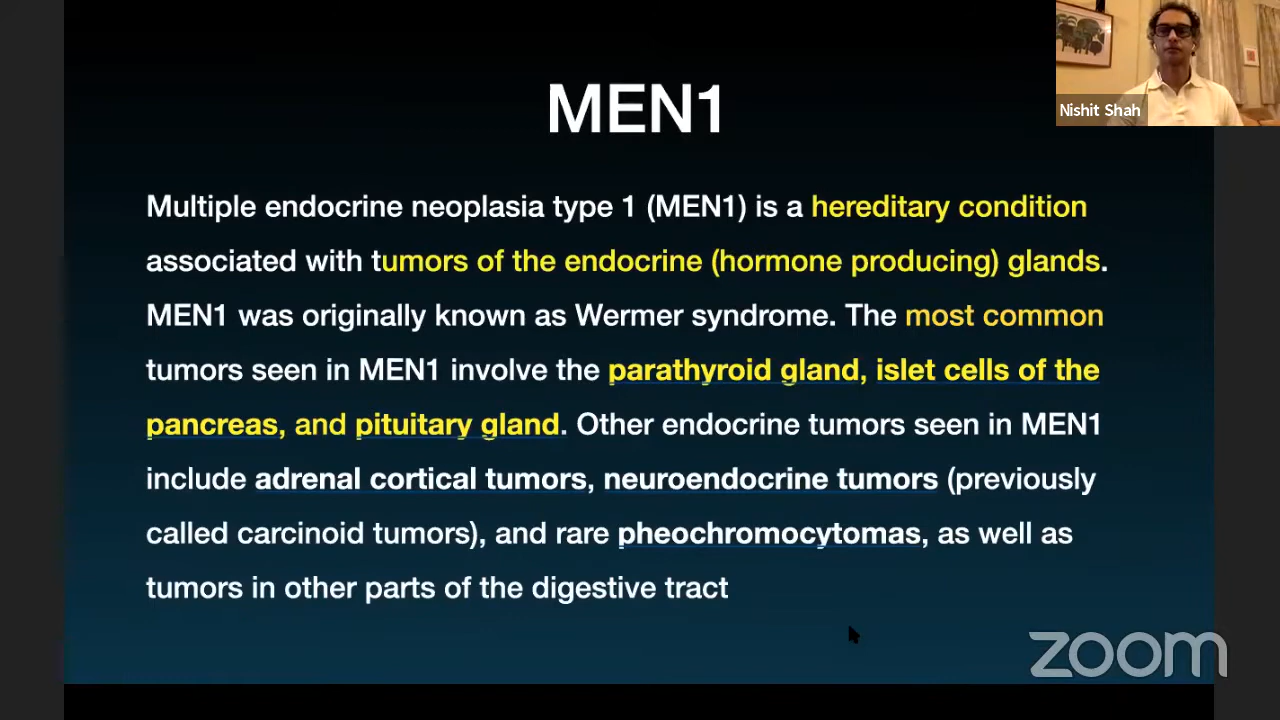 MEN1
Nishit Shah
Multiple endocrine neoplasia type 1 (MEN1) is a hereditary condition
associated with tumors of the endocrine (hormone producing) glands.
MEN1 was originally known as Wermer syndrome. The most common
tumors seen in MEN1 involve the parathyroid gland, islet cells of the
pancreas, and pituitary gland. Other endocrine tumors seen in MEN1
include adrenal cortical tumors, neuroendocrine tumors (previously
called carcinoid tumors), and rare pheochromocytomas, as well as
tumors in other parts of the digestive tract
zoom